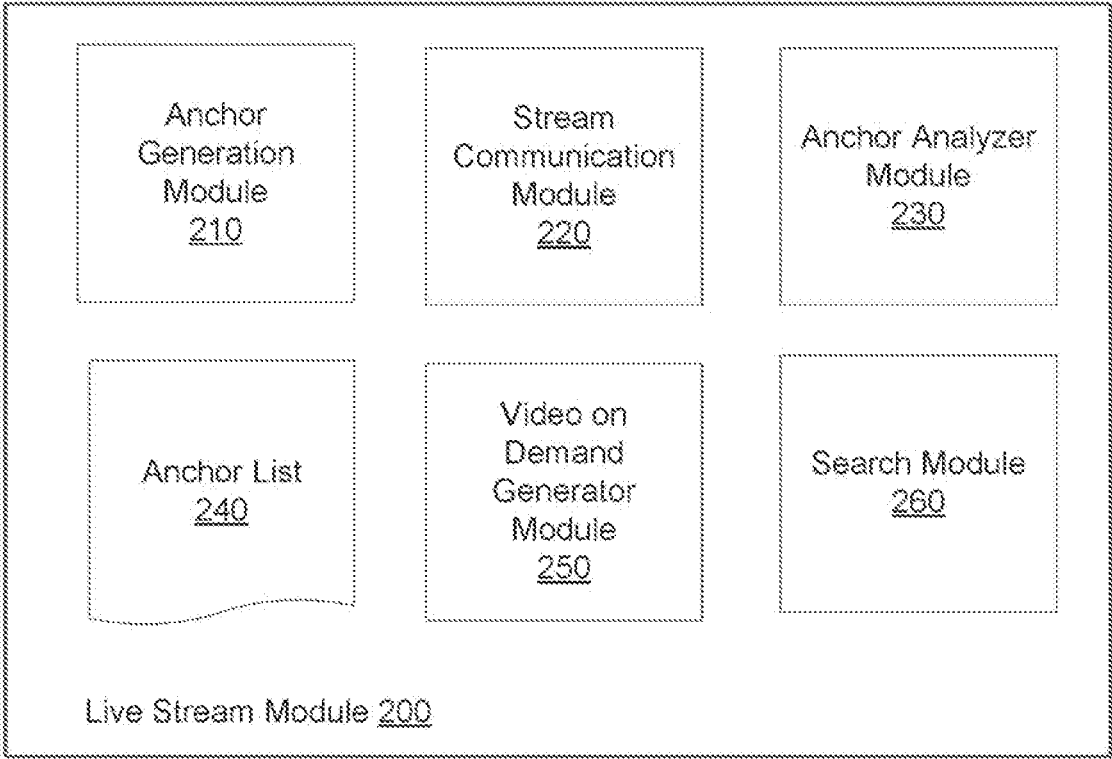 Anchor
Generation
Module
210
Stream
Communication
Module
220
Anchor Analyzer
Module
230
Anchor List
240
Video on
Demand
Generator
Module
250
Search Module
260
Live Stream Module 200